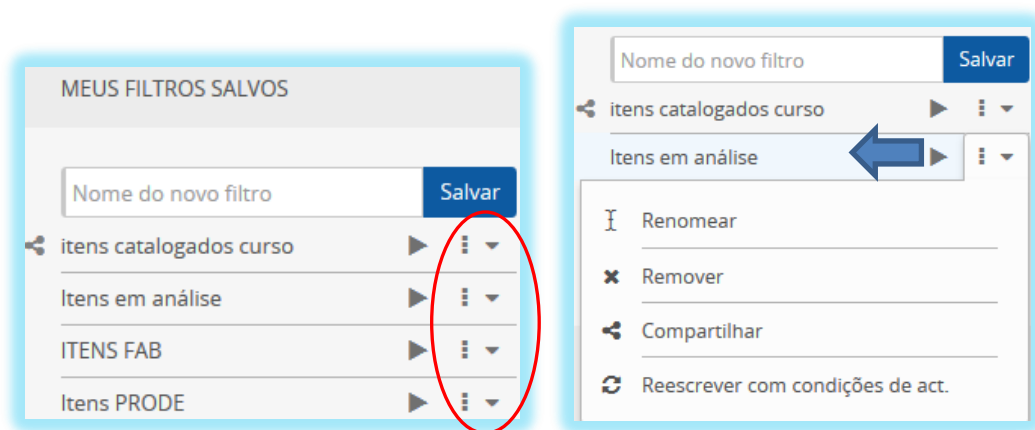 MEUS FILTROS SALVOS
Nome do novo filtro
Salvar
itens catalogados curso
Itens em análise
ITENS FAB
Itens PRODE
Nome do novo filtro
Salvar
itens catalogados curso
Itens em análise
Renomear
Remover
Compartilhar
Reescrever com condições de act.